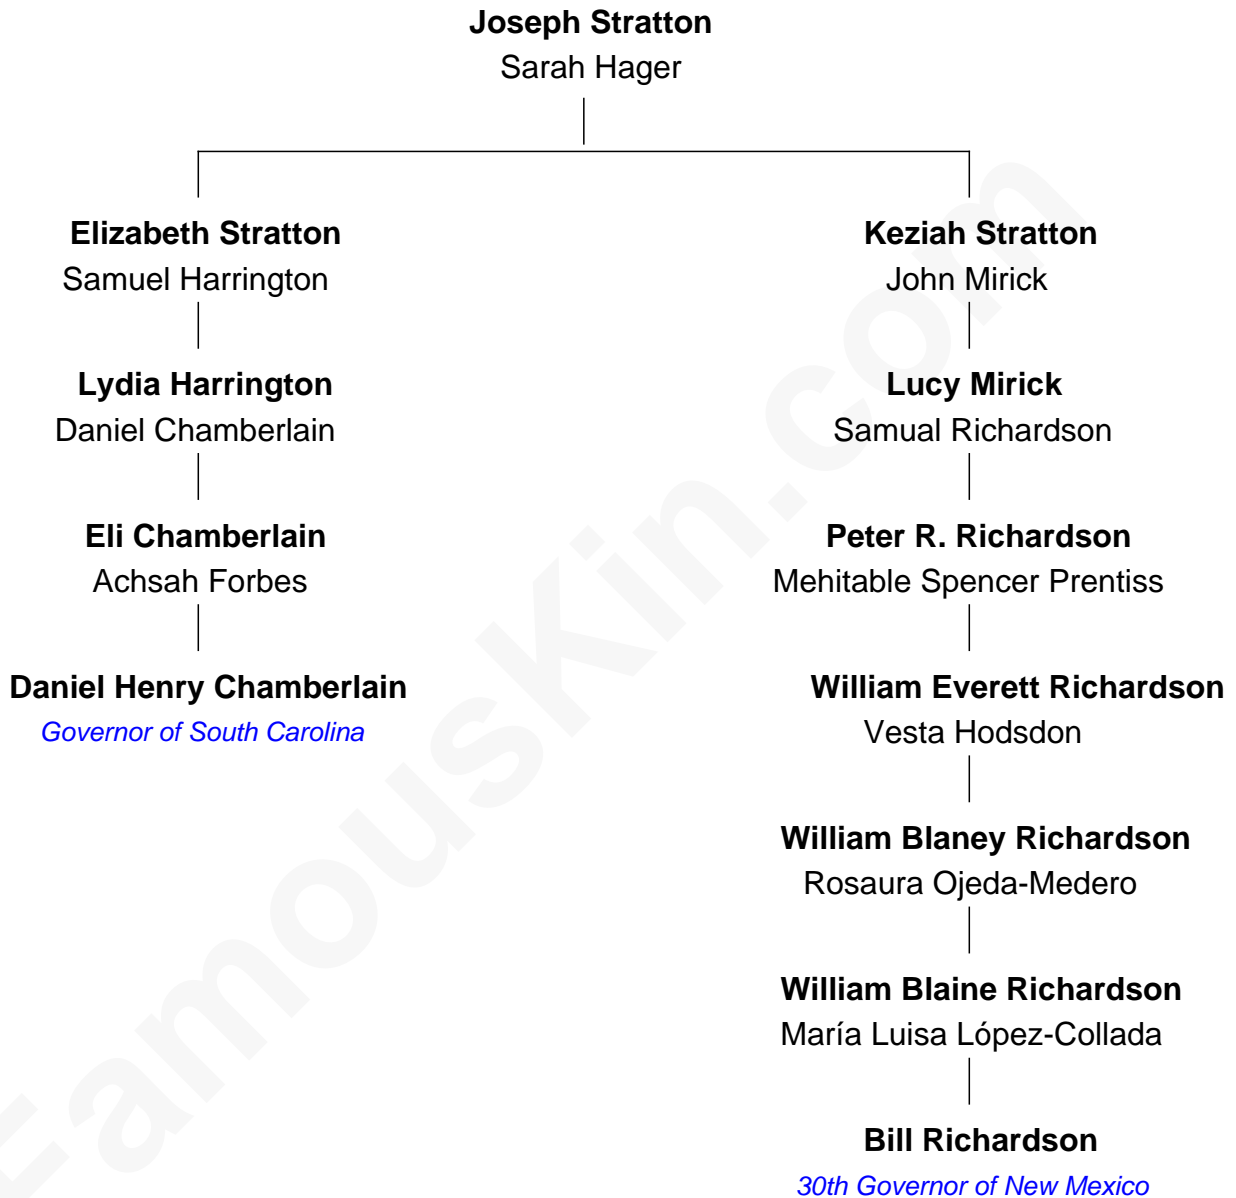 Joseph Stratton
Sarah Hager
Elizabeth Stratton
Samuel Harrington
Keziah Stratton
John Mirick
Lydia Harrington
Daniel Chamberlain
Lucy Mirick
Samual Richardson
Eli Chamberlain
Achsah Forbes
Peter R. Richardson
Mehitable Spencer Prentiss
Daniel Henry Chamberlain
Governor of South Carolina
William Everett Richardson
Vesta Hodsdon
William Blaney Richardson
Rosaura Ojeda-Medero
William Blaine Richardson
María Luisa López-Collada
Bill Richardson
30th Governor of New Mexico
FamousKin.com